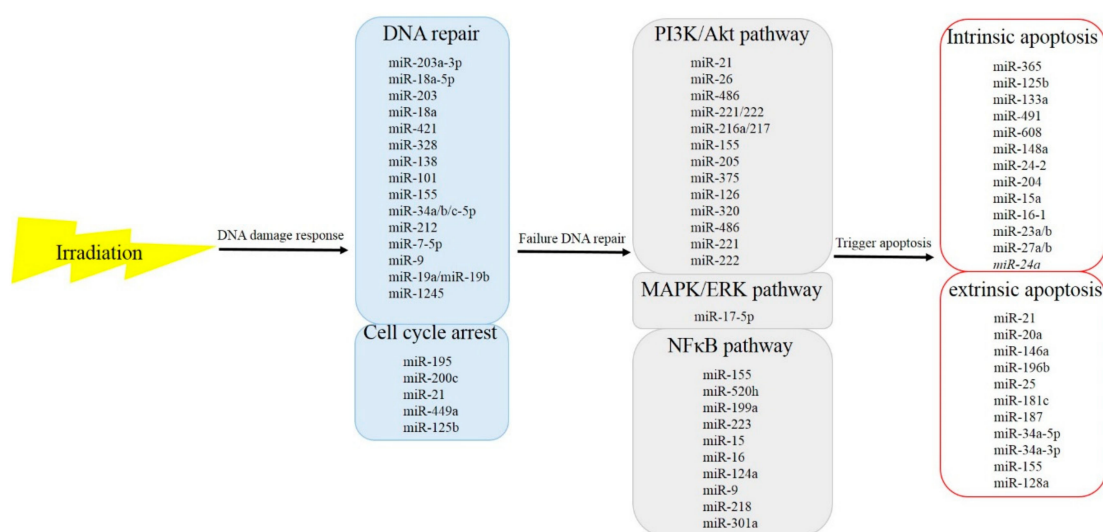 Irradiation
DNA damage response
DNA repair
miR-203a-3p
miR-18a-5p
miR-203
miR-18a
miR-421
miR-328
miR-138
miR-101
miR-155
miR-34a/b/c-5p
miR-212
miR-7-5p
miR-9
miR-19a/miR-19b
miR-1245
Cell cycle arrest
miR-195
miR-200c
miR-21
miR-449a
miR-125b
Failure DNA repair
PI3K/Akt pathway
miR-21
miR-26
miR-486
miR-221/222
miR-216a/217
miR-155
miR-205
miR-375
miR-126
miR-320
miR-486
miR-221
miR-222
MAPK/ERK pathway
miR-17-5p
NFκB pathway
miR-155
miR-520h
miR-199a
miR-223
miR-15
miR-16
miR-124a
miR-9
miR-218
miR-301a
Trigger apoptosis
Intrinsic apoptosis
miR-365
miR-125b
miR-133a
miR-491
miR-608
miR-148a
miR-24-2
miR-204
miR-15a
miR-16-1
miR-23a/b
miR-27a/b
miR-24a
extrinsic apoptosis
miR-21
miR-20a
miR-146a
miR-196b
miR-25
miR-181c
miR-187
miR-34a-5p
miR-34a-3p
miR-155
miR-128a